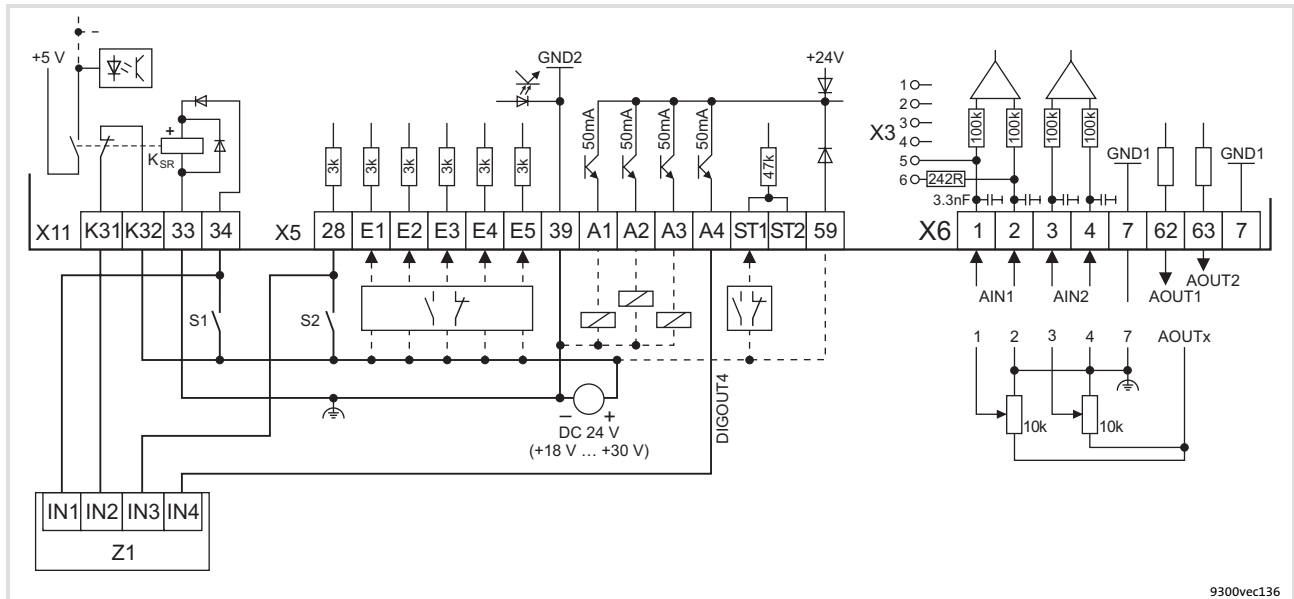 +5 V
GND2
+24V
+
K SR
3k
3k
3k
3k
3k
3k
50mA
50mA
50mA
50mA
47k
X3
1
2
3
4
5
6
242R
3.3nF
100k
100k
100k
100k
GND1
GND1
X11 K31 K32 33 34
X5 28 E1 E2 E3 E4 E5 39 A1 A2 A3 A4 ST1 ST2 59
X6 1 2 3 4 7 62 63 7
S1
S2
AIN1
AIN2
AOUT1
AOUT2
1 2 3 4 7 AOUTx
10k
10k
DIGOUT4
– +
DC 24 V
(+18 V ... +30 V)
IN1 IN2 IN3 IN4
Z1
9300vec136